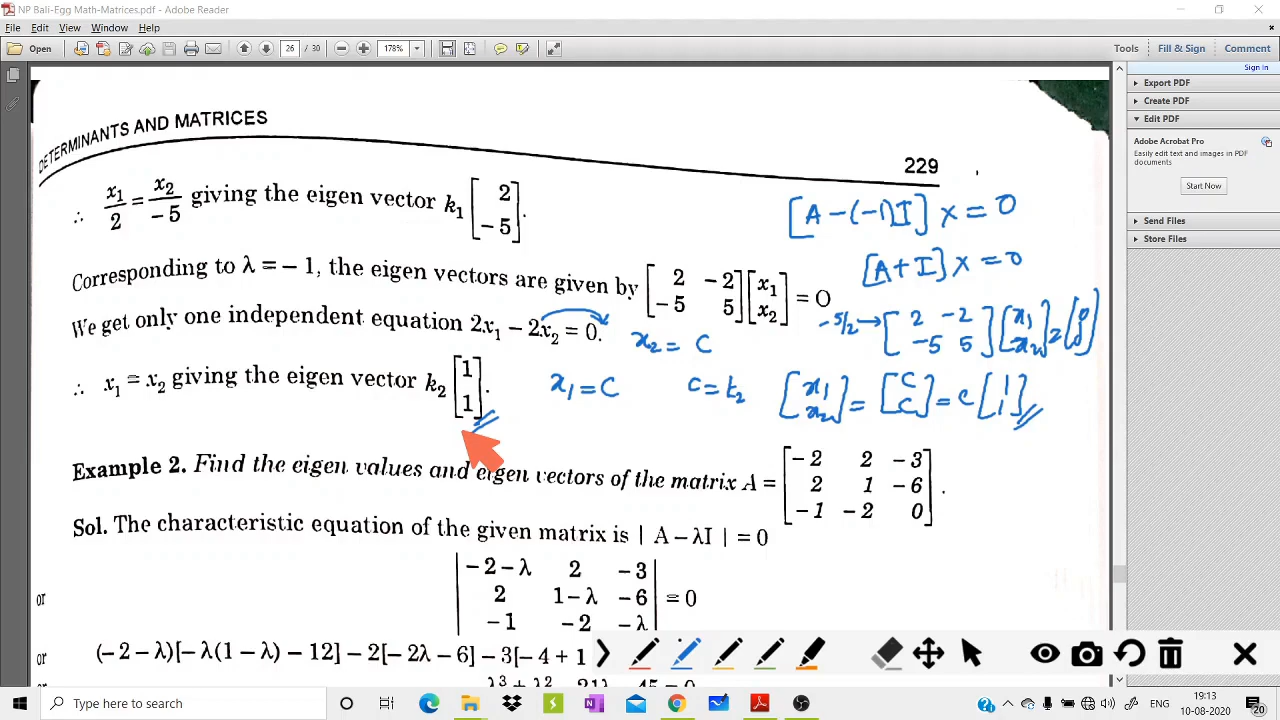 NP Bali-Egg Math-Matrices.pdf - Adobe Reader
File Edit View Window Help
Open 26 / 30 178% Tools Fill & Sign Comment
Sign In
Export PDF
Create PDF
Edit PDF
Adobe Acrobat Pro
Easily edit text and images in PDF documents
Start Now
Send Files
Share Files
DETERMINANTS AND MATRICES
229
∴ x₁/2 = x₂/−5 giving the eigen vector k₁ [2 −5].
[A − (−1)I] x = 0
[A + I] x = 0
Corresponding to λ = − 1, the eigen vectors are given by [2 −2; −5 5] [x₁ x₂] = O
We get only one independent equation 2x₁ − 2x₂ = 0.
x₂ = C
−5/2 → [2 −2; −5 5] [x₁ x₂] = [0 0]
∴ x₁ = x₂ giving the eigen vector k₂ [1 1].
x₁ = C c = k₂ [x₁ x₂] = [C C] = c [1 1]
Example 2. Find the eigen values and eigen vectors of the matrix A = [−2 2 −3; 2 1 −6; −1 −2 0].
Sol. The characteristic equation of the given matrix is | A − λI | = 0
or |−2−λ 2 −3; 2 1−λ −6; −1 −2 −λ| = 0
or (− 2 − λ)[− λ(1 − λ) − 12] − 2[− 2λ − 6] − 3[− 4 + 1
Type here to search
ENG 19:13
10-08-2020
20